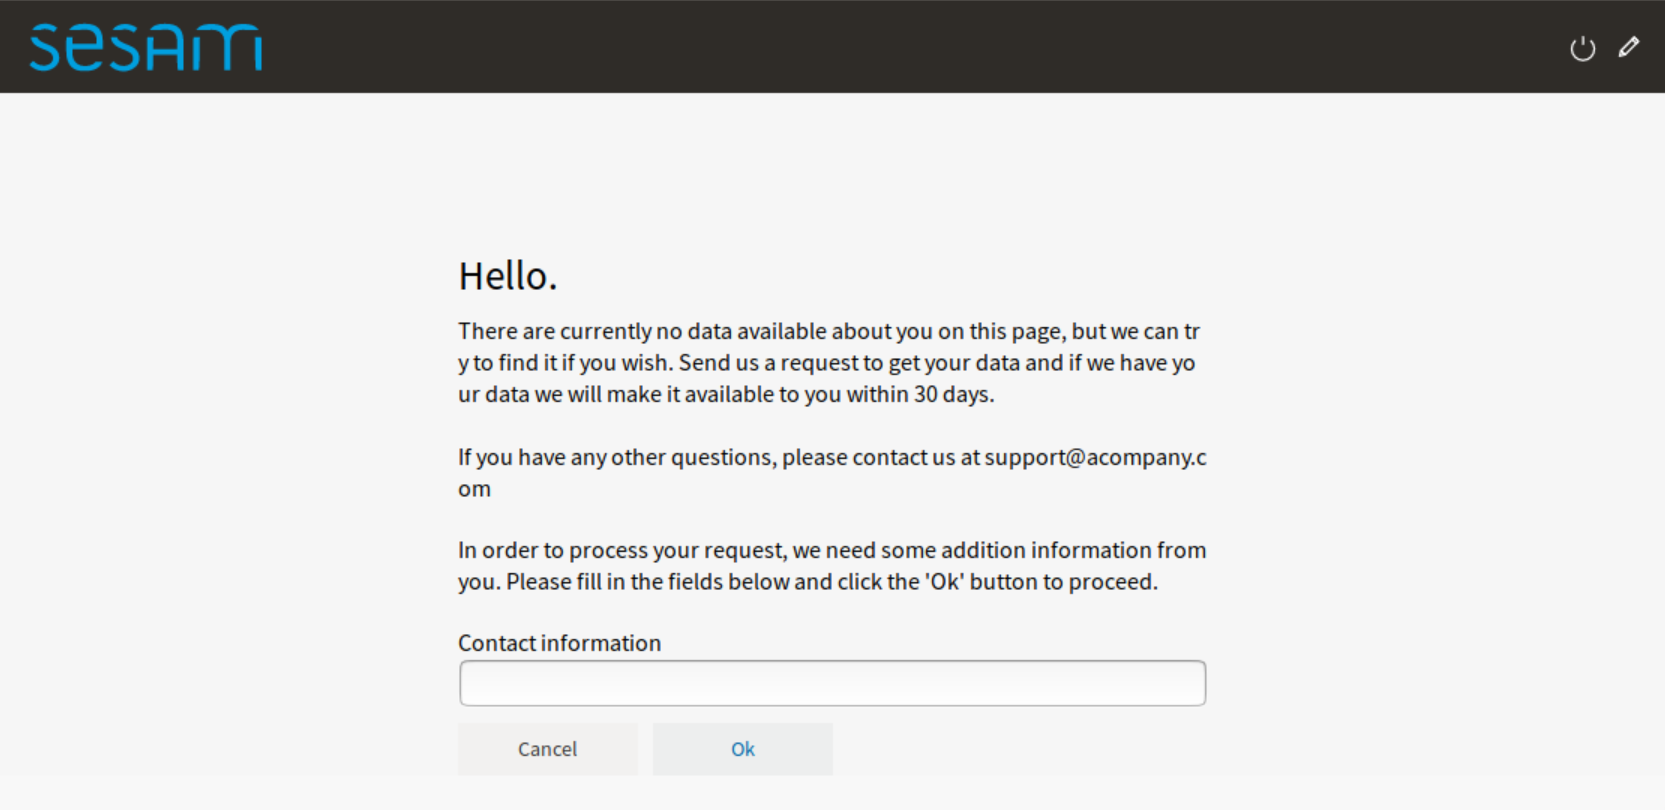 sesam
Hello.
There are currently no data available about you on this page, but we can tr
y to find it if you wish. Send us a request to get your data and if we have yo
ur data we will make it available to you within 30 days.
If you have any other questions, please contact us at support@acompany.c
om
In order to process your request, we need some addition information from
you. Please fill in the fields below and click the 'Ok' button to proceed.
Contact information
Cancel
Ok